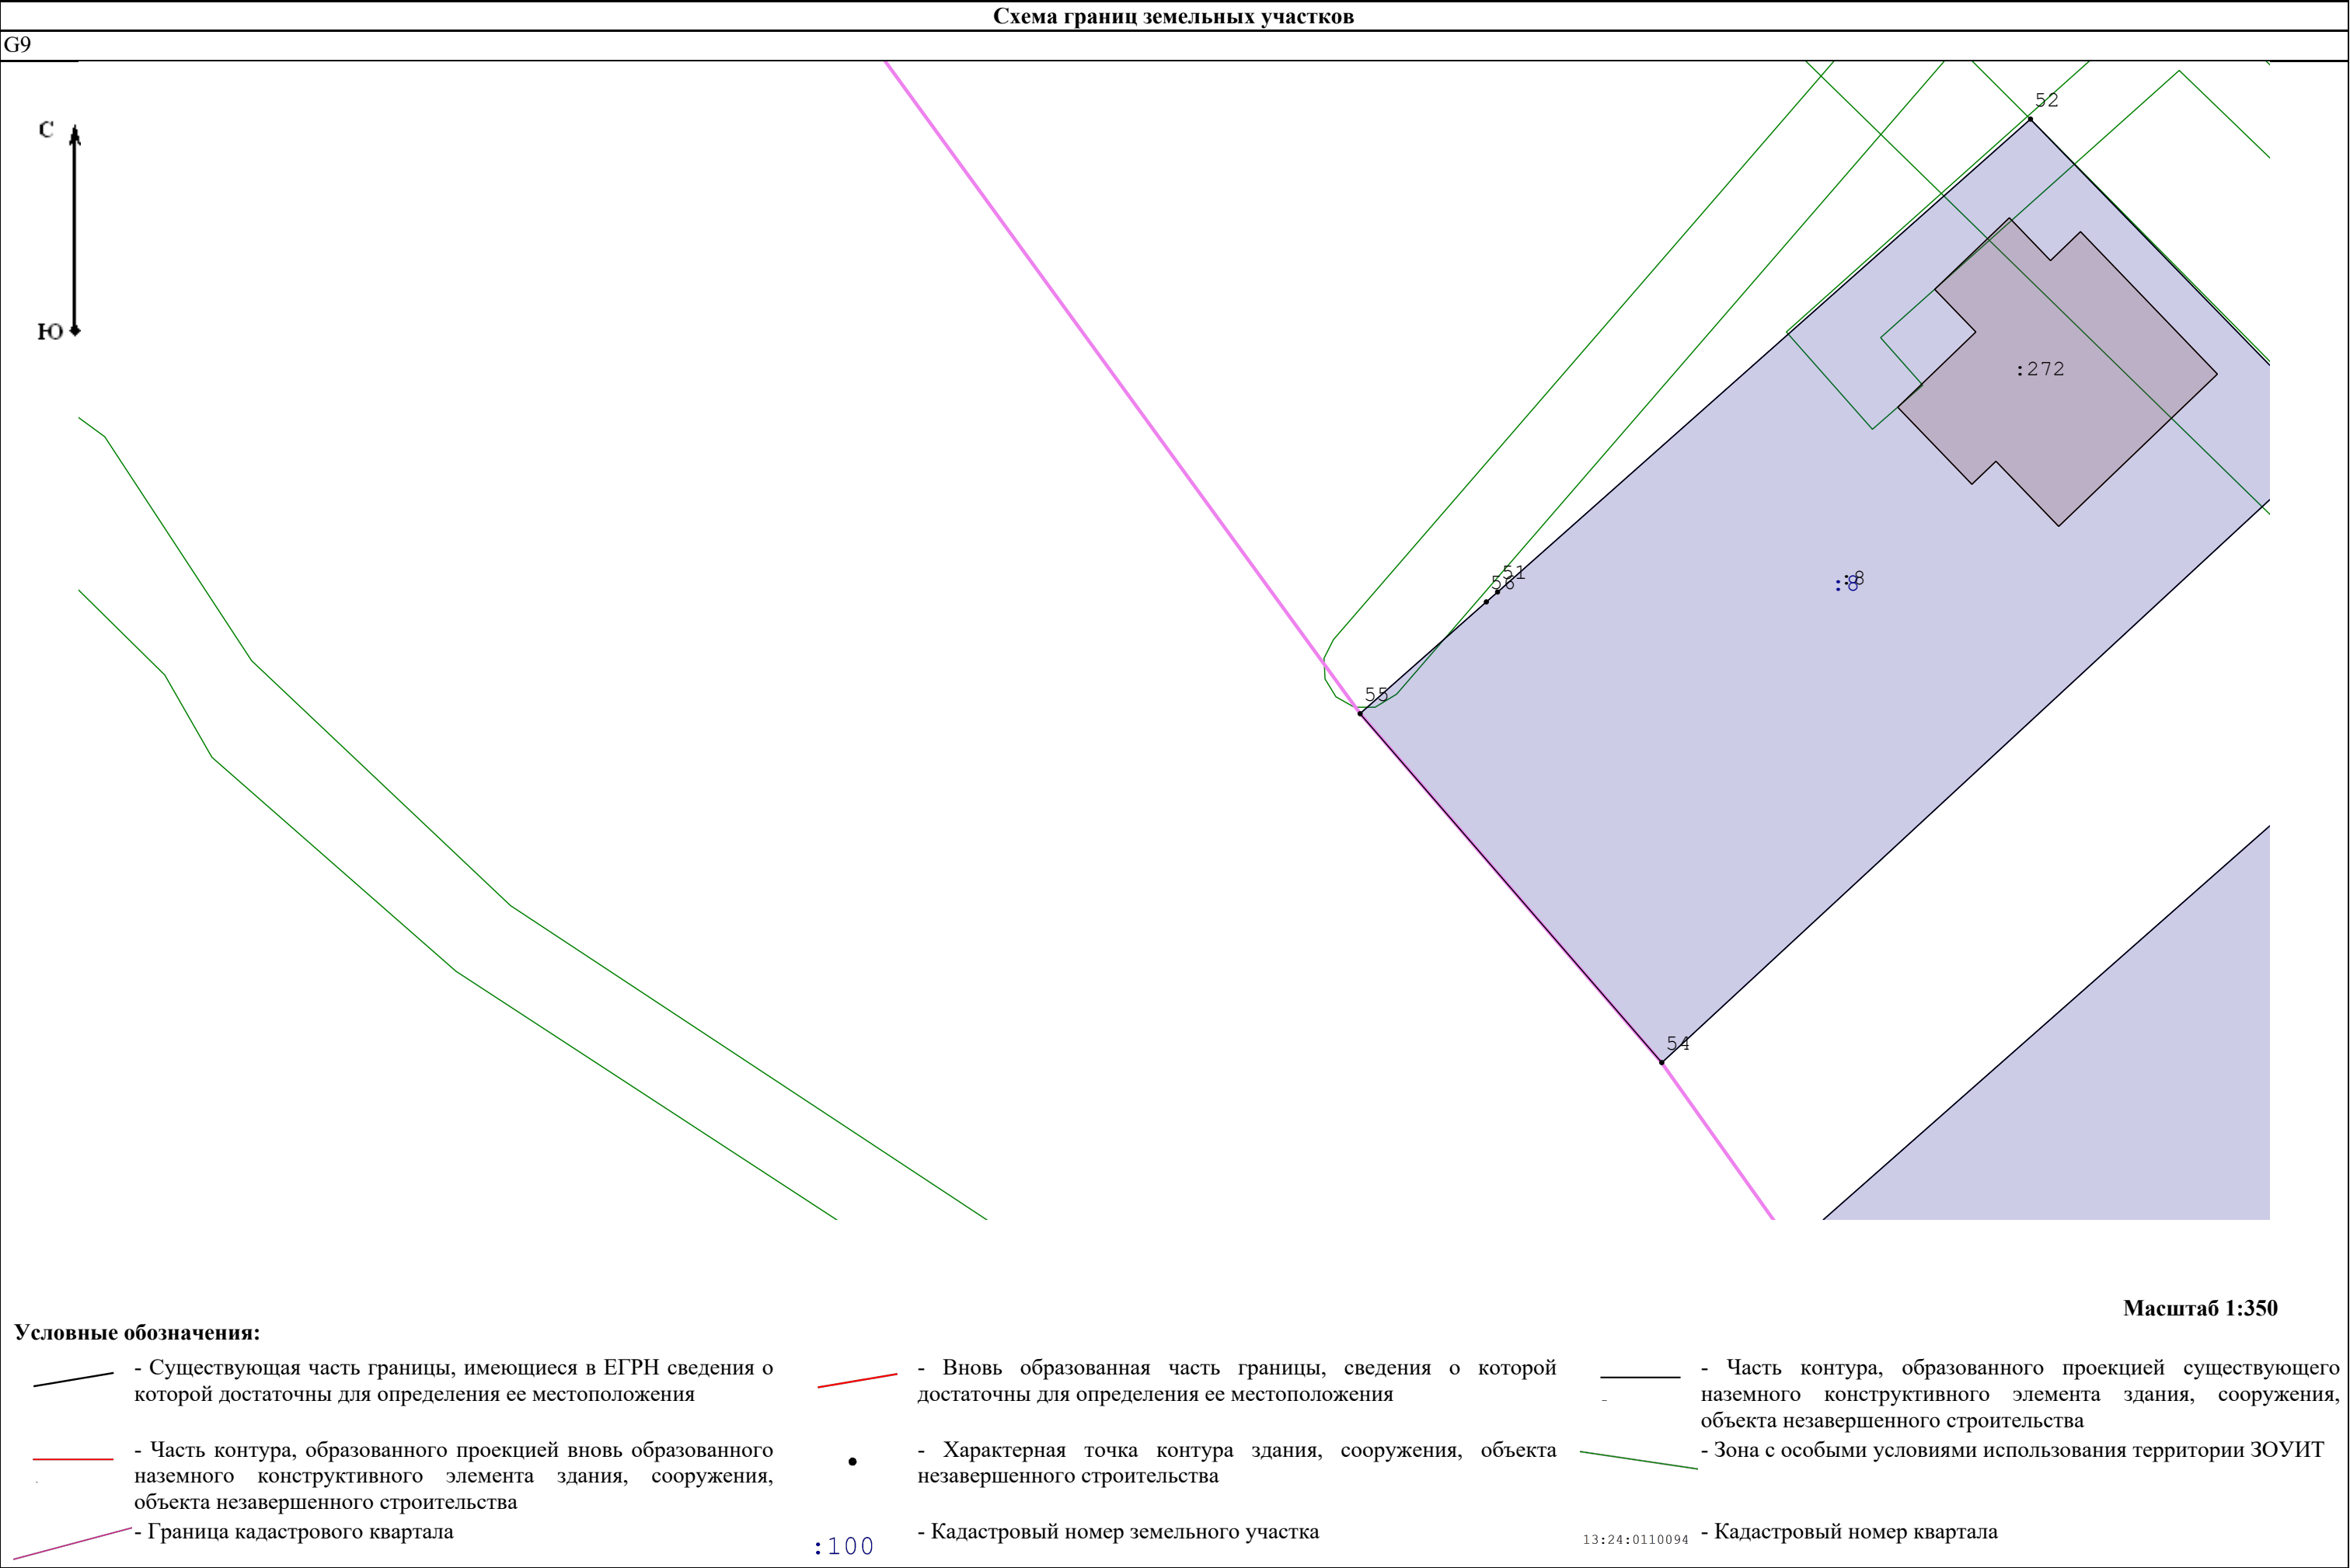 Схема границ земельных участков
G9
С
Ю
52
:272
51
56
:8
:8
55
54
Масштаб 1:350
Условные обозначения:
- Существующая часть границы, имеющиеся в ЕГРН сведения о
которой достаточны для определения ее местоположения
- Вновь образованная часть границы, сведения о которой
достаточны для определения ее местоположения
- Часть контура, образованного проекцией существующего
наземного конструктивного элемента здания, сооружения,
объекта незавершенного строительства
- Часть контура, образованного проекцией вновь образованного
наземного конструктивного элемента здания, сооружения,
объекта незавершенного строительства
- Характерная точка контура здания, сооружения, объекта
незавершенного строительства
- Зона с особыми условиями использования территории ЗОУИТ
- Граница кадастрового квартала
:100
- Кадастровый номер земельного участка
13:24:0110094
- Кадастровый номер квартала